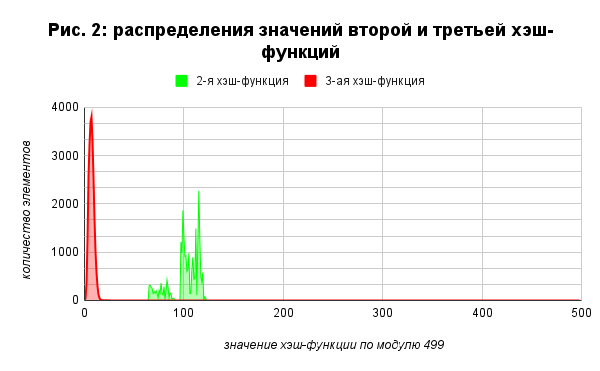 Рис. 2: распределения значений второй и третьей хэш-
функций
2-я хэш-функция 3-ая хэш-функция
количество элементов
4000
3000
2000
1000
0
0 100 200 300 400 500
значение хэш-функции по модулю 499